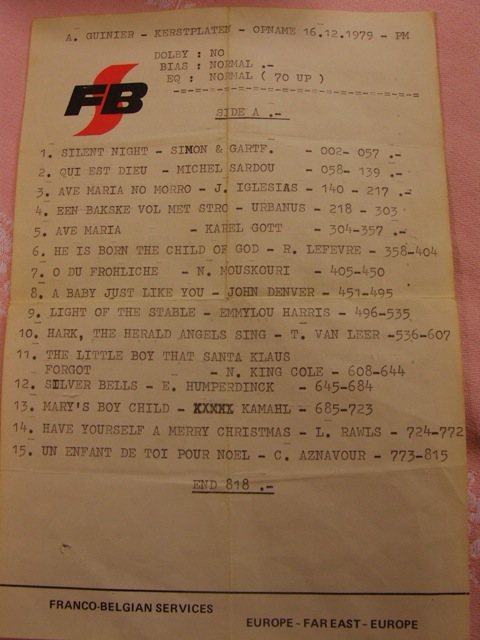 A. GUINIER - KERSTPLATEN - OPNAME 16.12.1979 - PM
DOLBY : NO
BIAS : NORMAL .-
EQ : NORMAL ( 70 UP )
-=-=-=-=-=-=-=-=-=-=-=-=-=-=-
FSB
SIDE A .-
1. SILENT NIGHT - SIMON & GARTF. - 002- 057 .-
2. QUI EST DIEU - MICHEL SARDOU - 058- 139 .-
3. AVE MARIA NO MORRO - J. IGLESIAS - 140 - 217 .-
4. EEN BAKSKE VOL MET STRO - URBANUS - 218 - 303
5. AVE MARIA - KAREL GOTT - 304-357 .-
6. HE IS BORN THE CHILD OF GOD - R. LEFEVRE - 358-404
7. O DU FROHLICHE - N. MOUSKOURI - 405-450
8. A BABY JUST LIKE YOU - JOHN DENVER - 451-495
9. LIGHT OF THE STABLE - EMMYLOU HARRIS - 496-535
10. HARK, THE HERALD ANGELS SING - T. VAN LEER -536-607
11. THE LITTLE BOY THAT SANTA KLAUS
FORGOT - N. KING COLE - 608-644
12. SILVER BELLS - E. HUMPERDINCK - 645-684
13. MARY'S BOY CHILD - XXXXX KAMAHL - 685-723
14. HAVE YOURSELF A MERRY CHRISTMAS - L. RAWLS - 724-772
15. UN ENFANT DE TOI POUR NOEL - C. AZNAVOUR - 773-815
END 818 .-
FRANCO-BELGIAN SERVICES
EUROPE - FAR EAST - EUROPE